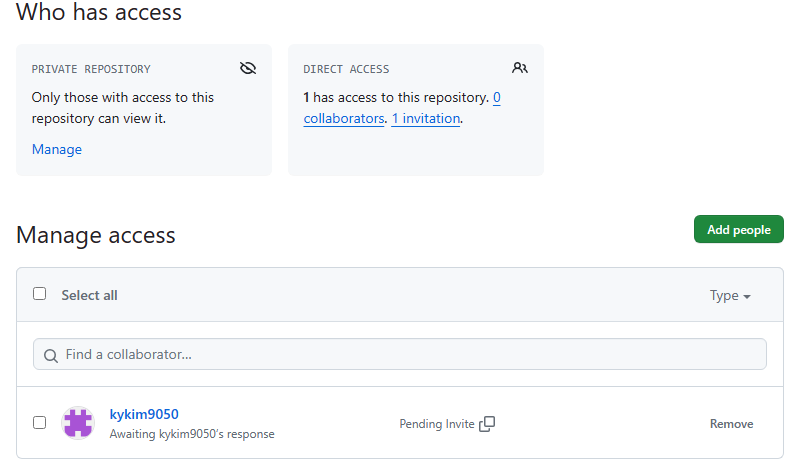 Who has access
PRIVATE REPOSITORY
Only those with access to this
repository can view it.
Manage
DIRECT ACCESS
1 has access to this repository. 0
collaborators. 1 invitation.
Manage access
Add people
Select all
Type
Find a collaborator...
kykim9050
Awaiting kykim9050's response
Pending Invite
Remove